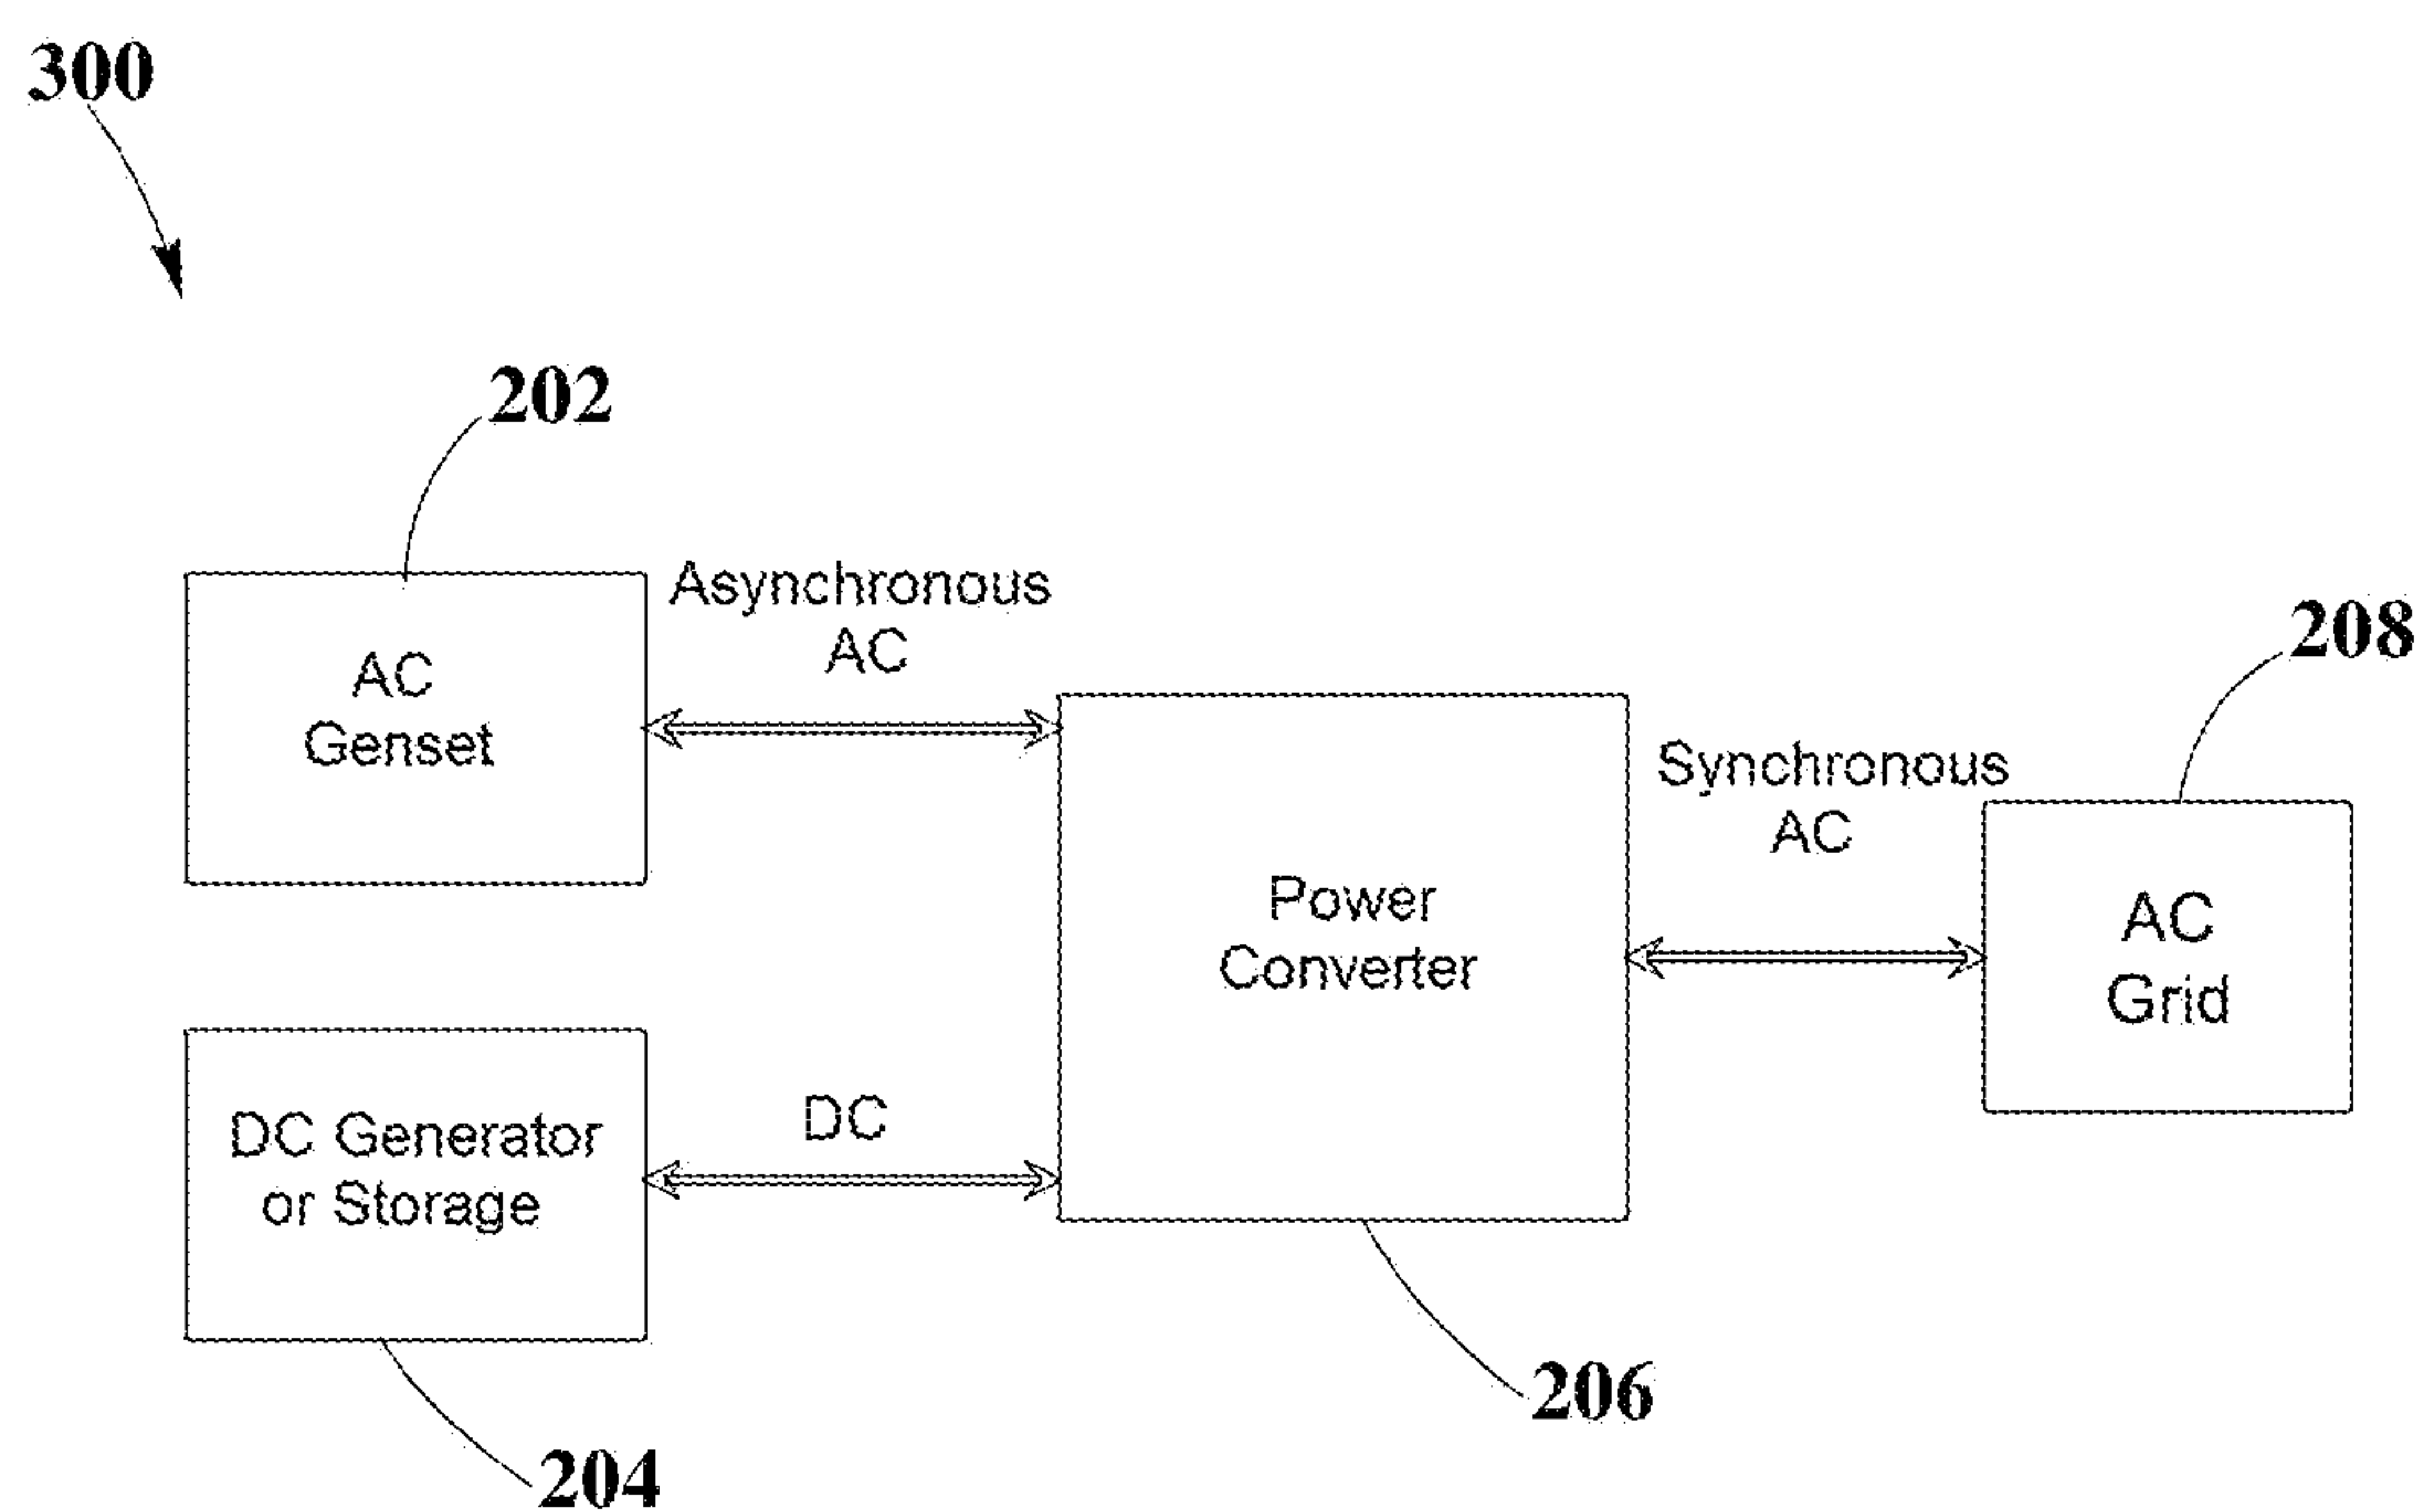 300
202
Asynchronous
AC
AC
Genset
208
Synchronous
AC
Power
Converter
AC
Grid
DC Generator
or Storage
DC
206
204